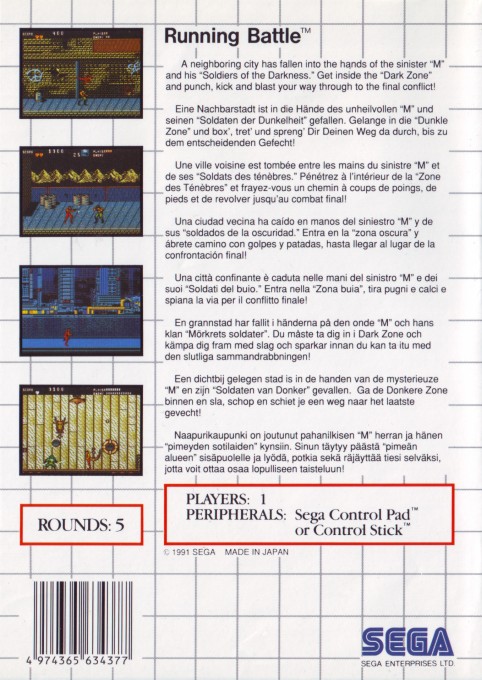 Running Battle™
A neighboring city has fallen into the hands of the sinister “M”
and his “Soldiers of the Darkness.” Get inside the “Dark Zone”
and punch, kick and blast your way through to the final conflict!
Eine Nachbarstadt ist in die Hände des unheilvollen “M” und
seinen “Soldaten der Dunkelheit” gefallen. Gelange in die “Dunkle
Zone” und box’, tret’ und spreng’ Dir Deinen Weg da durch, bis zu
dem entscheidenden Gefecht!
Une ville voisine est tombée entre les mains du sinistre “M” et
de ses “Soldats des ténèbres.” Pénétrez à l’intérieur de la “Zone
des Ténèbres” et frayez-vous un chemin à coups de poings, de
pieds et de revolver jusqu’au combat final!
Una ciudad vecina ha caído en manos del siniestro “M” y de
sus “soldados de la oscuridad.” Entra en la “zona oscura” y
ábrete camino con golpes y patadas, hasta llegar al lugar de la
confrontación final!
Una città confinante è caduta nelle mani del sinistro “M” e dei
suoi “Soldati del buio.” Entra nella “Zona buia”, tira pugni e calci e
spiana la via per il conflitto finale!
En grannstad har fallit i händerna på den onde “M” och hans
klan “Mörkrets soldater”. Du måste ta dig in i Dark Zone och
kämpa dig fram med slag och sparkar innan du kan ta itu med
den slutliga sammandrabbningen!
Een dichtbij gelegen stad is in de handen van de mysterieuze
“M” en zijn “Soldaten van Donker” gevallen. Ga de Donkere Zone
binnen en sla, schop en schiet je een weg naar het laatste
gevecht!
Naapurikaupunki on joutunut pahanilkisen “M” herran ja hänen
“pimeyden sotilaiden” kynsiin. Sinun täytyy päästä “pimeän
alueen” sisäpuolelle ja lyödä, potkia sekä räjäyttää tiesi selväksi,
jotta voit ottaa osaa lopulliseen taisteluun!
ROUNDS: 5
PLAYERS: 1
PERIPHERALS: Sega Control Pad™
or Control Stick™
© 1991 SEGA MADE IN JAPAN
4 974365 634377
SEGA
SEGA ENTERPRISES LTD.